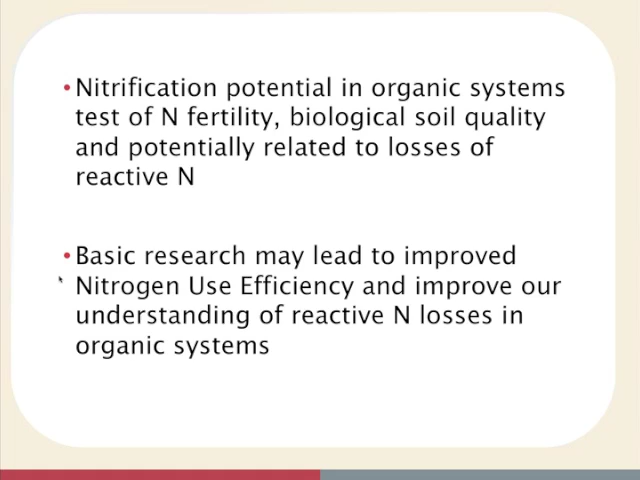 •Nitrification potential in organic systems
test of N fertility, biological soil quality
and potentially related to losses of
reactive N
•Basic research may lead to improved
Nitrogen Use Efficiency and improve our
understanding of reactive N losses in
organic systems